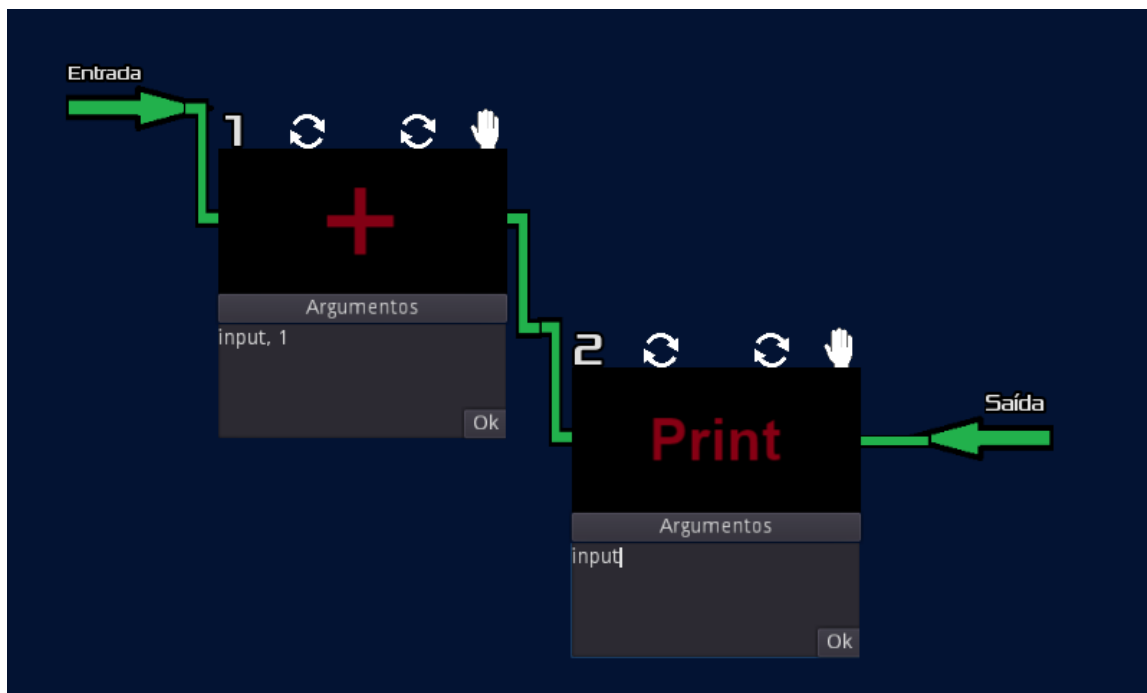 Entrada
1
+
Argumentos
input, 1
Ok
2
Print
Saída
Argumentos
input
Ok